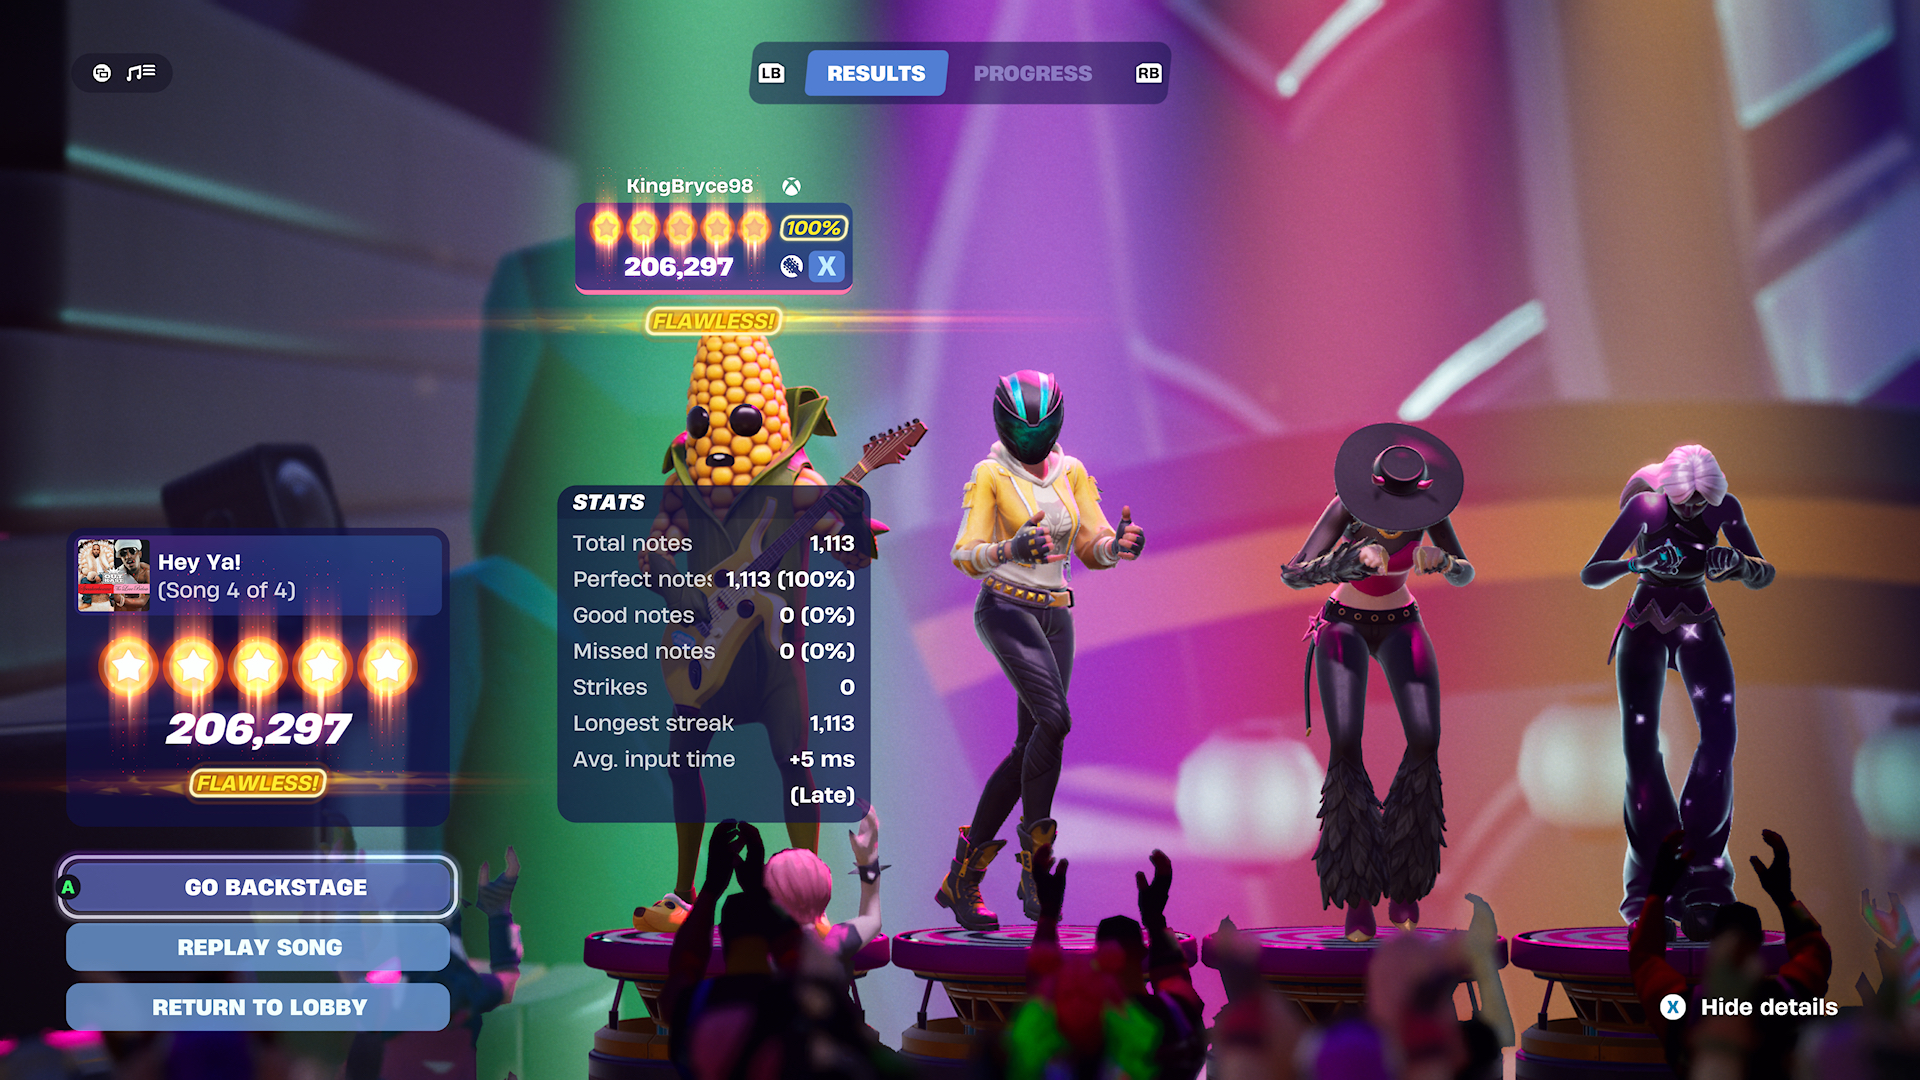 LB
RESULTS
PROGRESS
RB
KingBryce98
100%
206,297
X
FLAWLESS!
STATS
Total notes 1,113
Perfect notes 1,113 (100%)
Good notes 0 (0%)
Missed notes 0 (0%)
Strikes 0
Longest streak 1,113
Avg. input time +5 ms
(Late)
OUT
KAST
Hey Ya!
(Song 4 of 4)
206,297
FLAWLESS!
A GO BACKSTAGE
REPLAY SONG
RETURN TO LOBBY
X Hide details